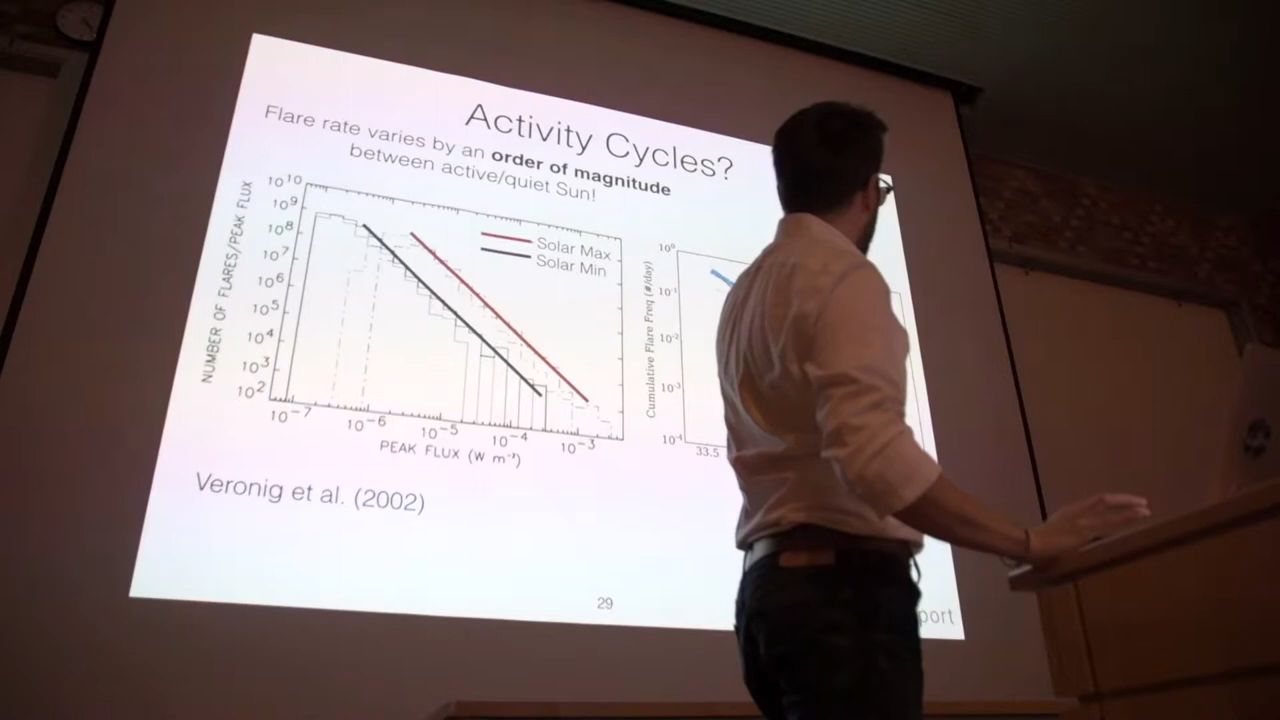 Activity Cycles?
Flare rate varies by an order of magnitude
between active/quiet Sun!
NUMBER OF FLARES/PEAK FLUX
10^10
10^9
10^8
10^7
10^6
10^5
10^4
10^3
10^2
Solar Max
Solar Min
10^-7
10^-6
10^-5
10^-4
10^-3
PEAK FLUX (W m^-2)
Cumulative Flare Freq (#/day)
10^0
10^-1
10^-2
10^-3
10^-4
33.5
Veronig et al. (2002)
29
port